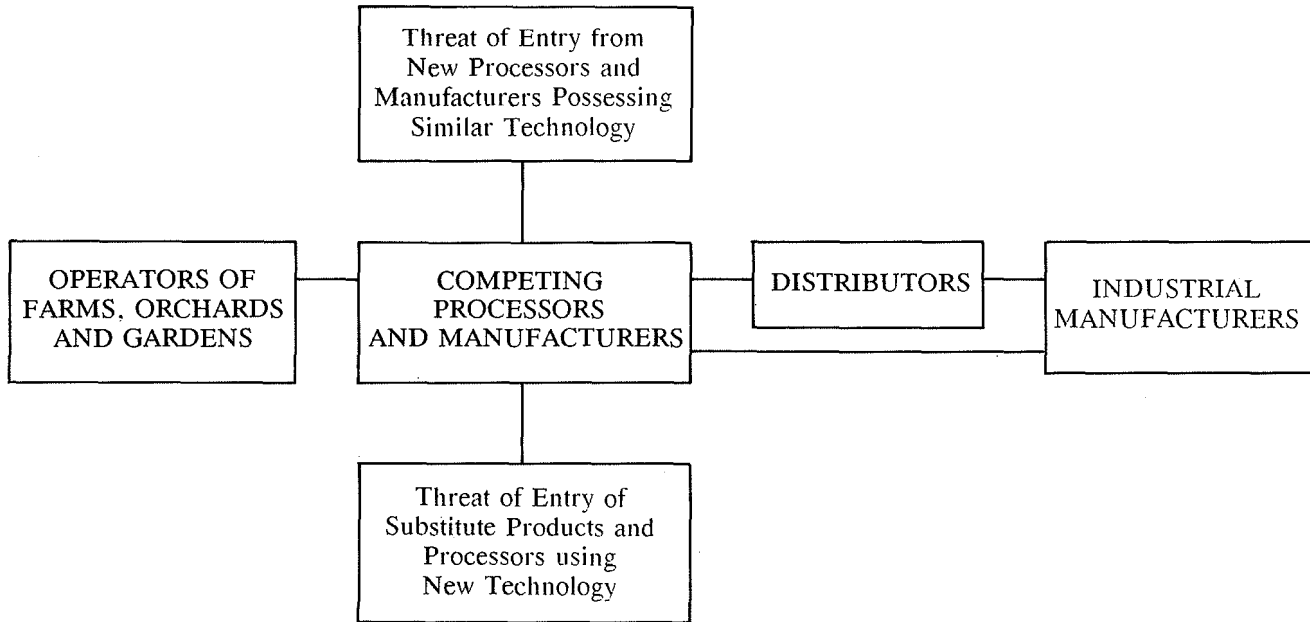 Threat of Entry from
New Processors and
Manufacturers Possessing
Similar Technology
OPERATORS OF
FARMS, ORCHARDS
AND GARDENS
COMPETING
PROCESSORS
AND MANUFACTURERS
DISTRIBUTORS
INDUSTRIAL
MANUFACTURERS
Threat of Entry of
Substitute Products and
Processors using
New Technology